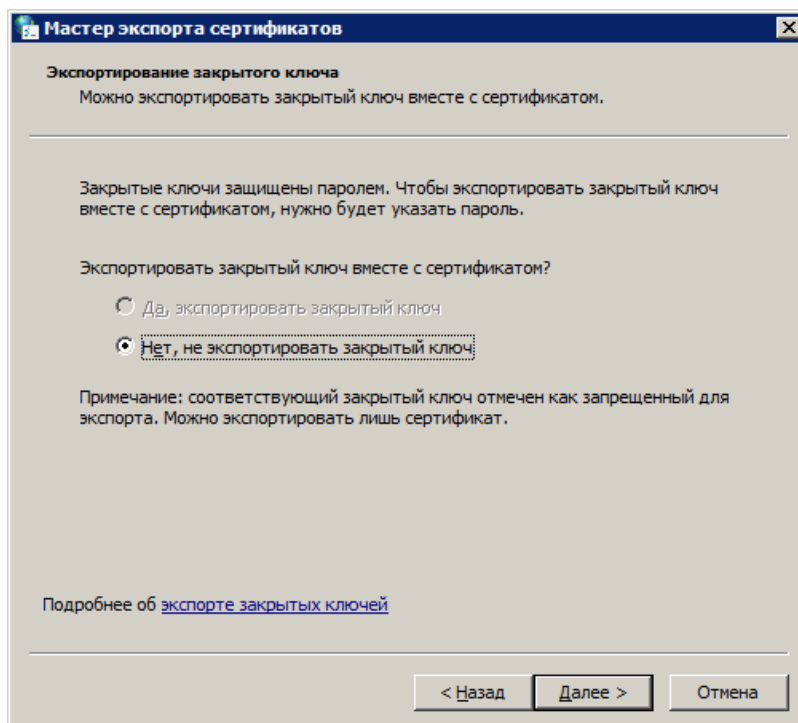 Мастер экспорта сертификатов
Экспортирование закрытого ключа
Можно экспортировать закрытый ключ вместе с сертификатом.
Закрытые ключи защищены паролем. Чтобы экспортировать закрытый ключ
вместе с сертификатом, нужно будет указать пароль.
Экспортировать закрытый ключ вместе с сертификатом?
Да, экспортировать закрытый ключ
Нет, не экспортировать закрытый ключ
Примечание: соответствующий закрытый ключ отмечен как запрещенный для
экспорта. Можно экспортировать лишь сертификат.
Подробнее об экспорте закрытых ключей
< Назад Далее > Отмена